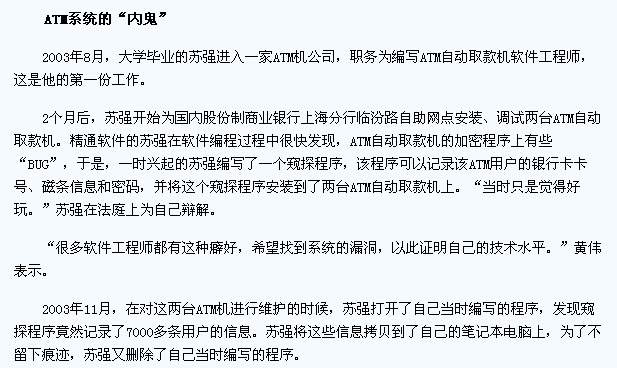 ATM系统的“内鬼”
2003年8月，大学毕业的苏强进入一家ATM机公司，职务为编写ATM自动取款机软件工程师，
这是他的第一份工作。
2个月后，苏强开始为国内股份制商业银行上海分行临汾路自助网点安装、调试两台ATM自动
取款机。精通软件的苏强在软件编程过程中很快发现，ATM自动取款机的加密程序上有些
“BUG”，于是，一时兴起的苏强编写了一个窥探程序，该程序可以记录该ATM用户的银行卡卡
号、磁条信息和密码，并将这个窥探程序安装到了两台ATM自动取款机上。“当时只是觉得好
玩。”苏强在法庭上为自己辩解。
“很多软件工程师都有这种癖好，希望找到系统的漏洞，以此证明自己的技术水平。”黄伟
表示。
2003年11月，在对这两台ATM机进行维护的时候，苏强打开了自己当时编写的程序，发现窥
探程序竟然记录了7000多条用户的信息。苏强将这些信息拷贝到了自己的笔记本电脑上，为了不
留下痕迹，苏强又删除了自己当时编写的程序。